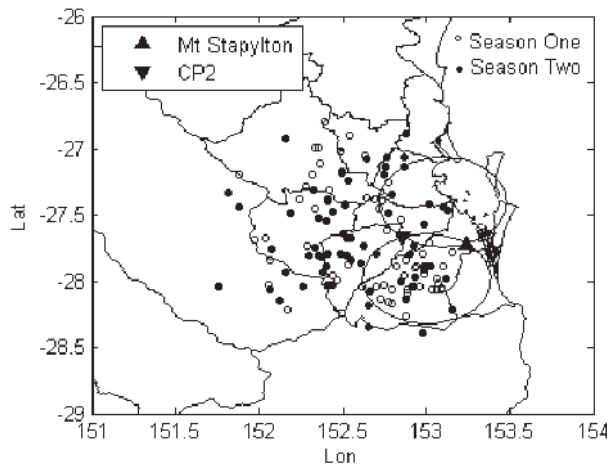 -26
Mt Stapylton
CP2
Season One
Season Two
-26.5
-27
-27.5
-28
-28.5
-29
Lat
151 151.5 152 152.5 153 153.5 154
Lon